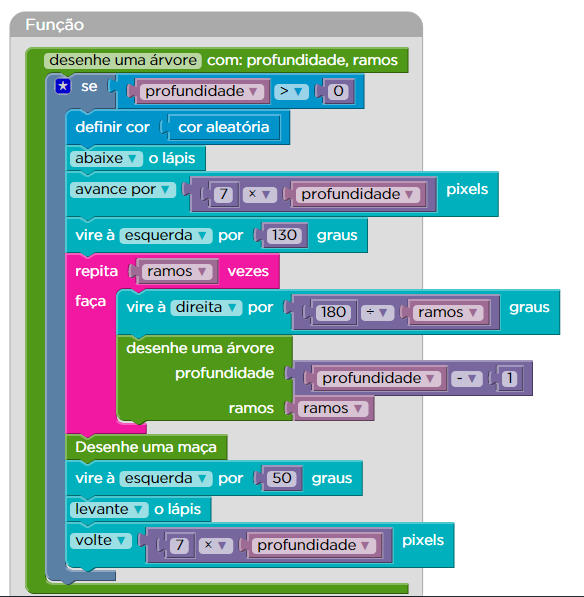 Função
desenhe uma árvore com: profundidade, ramos
se profundidade ▼ > ▼ 0
definir cor cor aleatória
abaixe ▼ o lápis
avance por ▼ 7 × ▼ profundidade ▼ pixels
vire à esquerda ▼ por 130 graus
repita ramos ▼ vezes
faça vire à direita ▼ por 180 ÷ ▼ ramos ▼ graus
desenhe uma árvore
profundidade profundidade ▼ - ▼ 1
ramos ramos ▼
Desenhe uma maça
vire à esquerda ▼ por 50 graus
levante ▼ o lápis
volte ▼ 7 × ▼ profundidade ▼ pixels